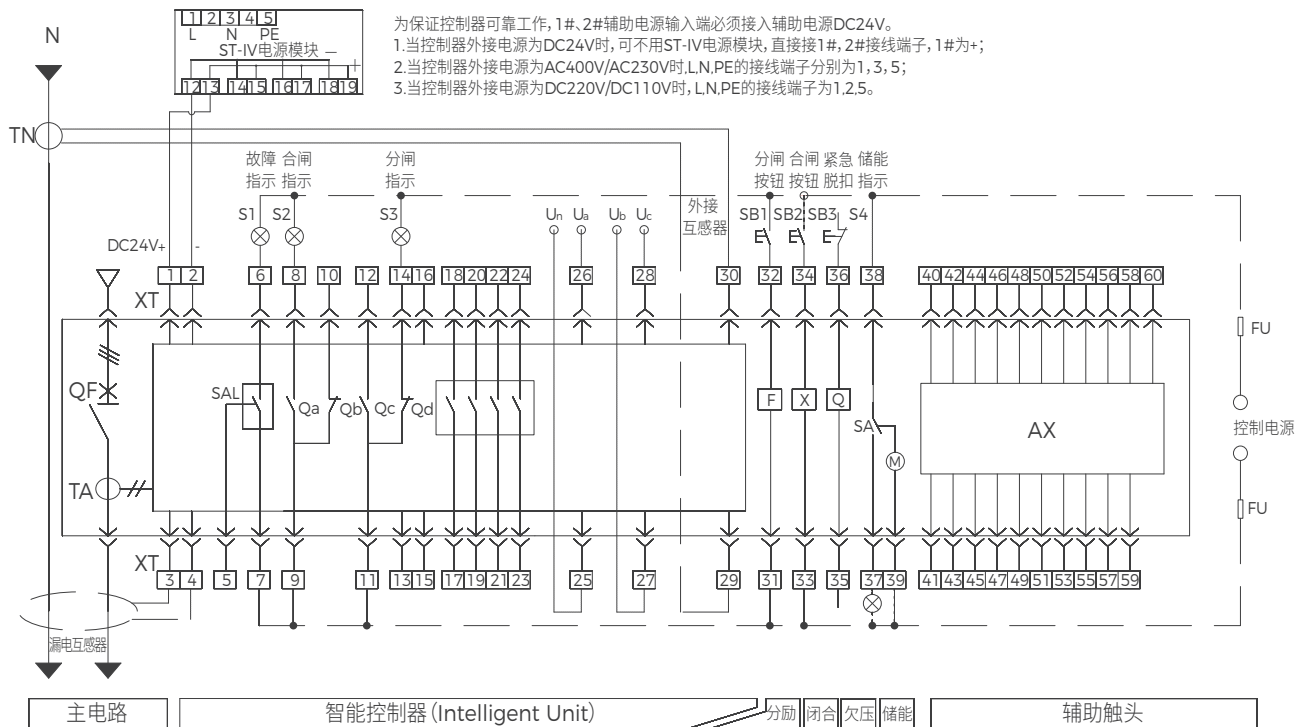 1 2 3 4 5
L N PE
ST-IV电源模块 — +
12 13 14 15 16 17 18 19
为保证控制器可靠工作，1#、2#辅助电源输入端必须接入辅助电源DC24V。
1.当控制器外接电源为DC24V时，可不用ST-IV电源模块，直接接1#，2#接线端子，1#为+；
2.当控制器外接电源为AC400V/AC230V时,L,N,PE的接线端子分别为1，3，5；
3.当控制器外接电源为DC220V/DC110V时，L,N,PE的接线端子为1,2,5。
N
TN
故障指示
合闸指示
分闸指示
外接互感器
分闸按钮
合闸按钮
紧急脱扣
储能指示
S1 S2 S3 Un Ua Ub Uc SB1 SB2 SB3 S4
DC24V+ -
1 2 6 8 10 12 14 16 18 20 22 24 26 28 30 32 34 36 38 40 42 44 46 48 50 52 54 56 58 60
XT
FU
QF
SAL Qa Qb Qc Qd F X Q SA AX
控制电源
M
TA
FU
XT
3 4 5 7 9 11 13 15 17 19 21 23 25 27 29 31 33 35 37 39 41 43 45 47 49 51 53 55 57 59
漏电互感器
主电路 智能控制器（Intelligent Unit） 分励 闭合 欠压 储能 辅助触头